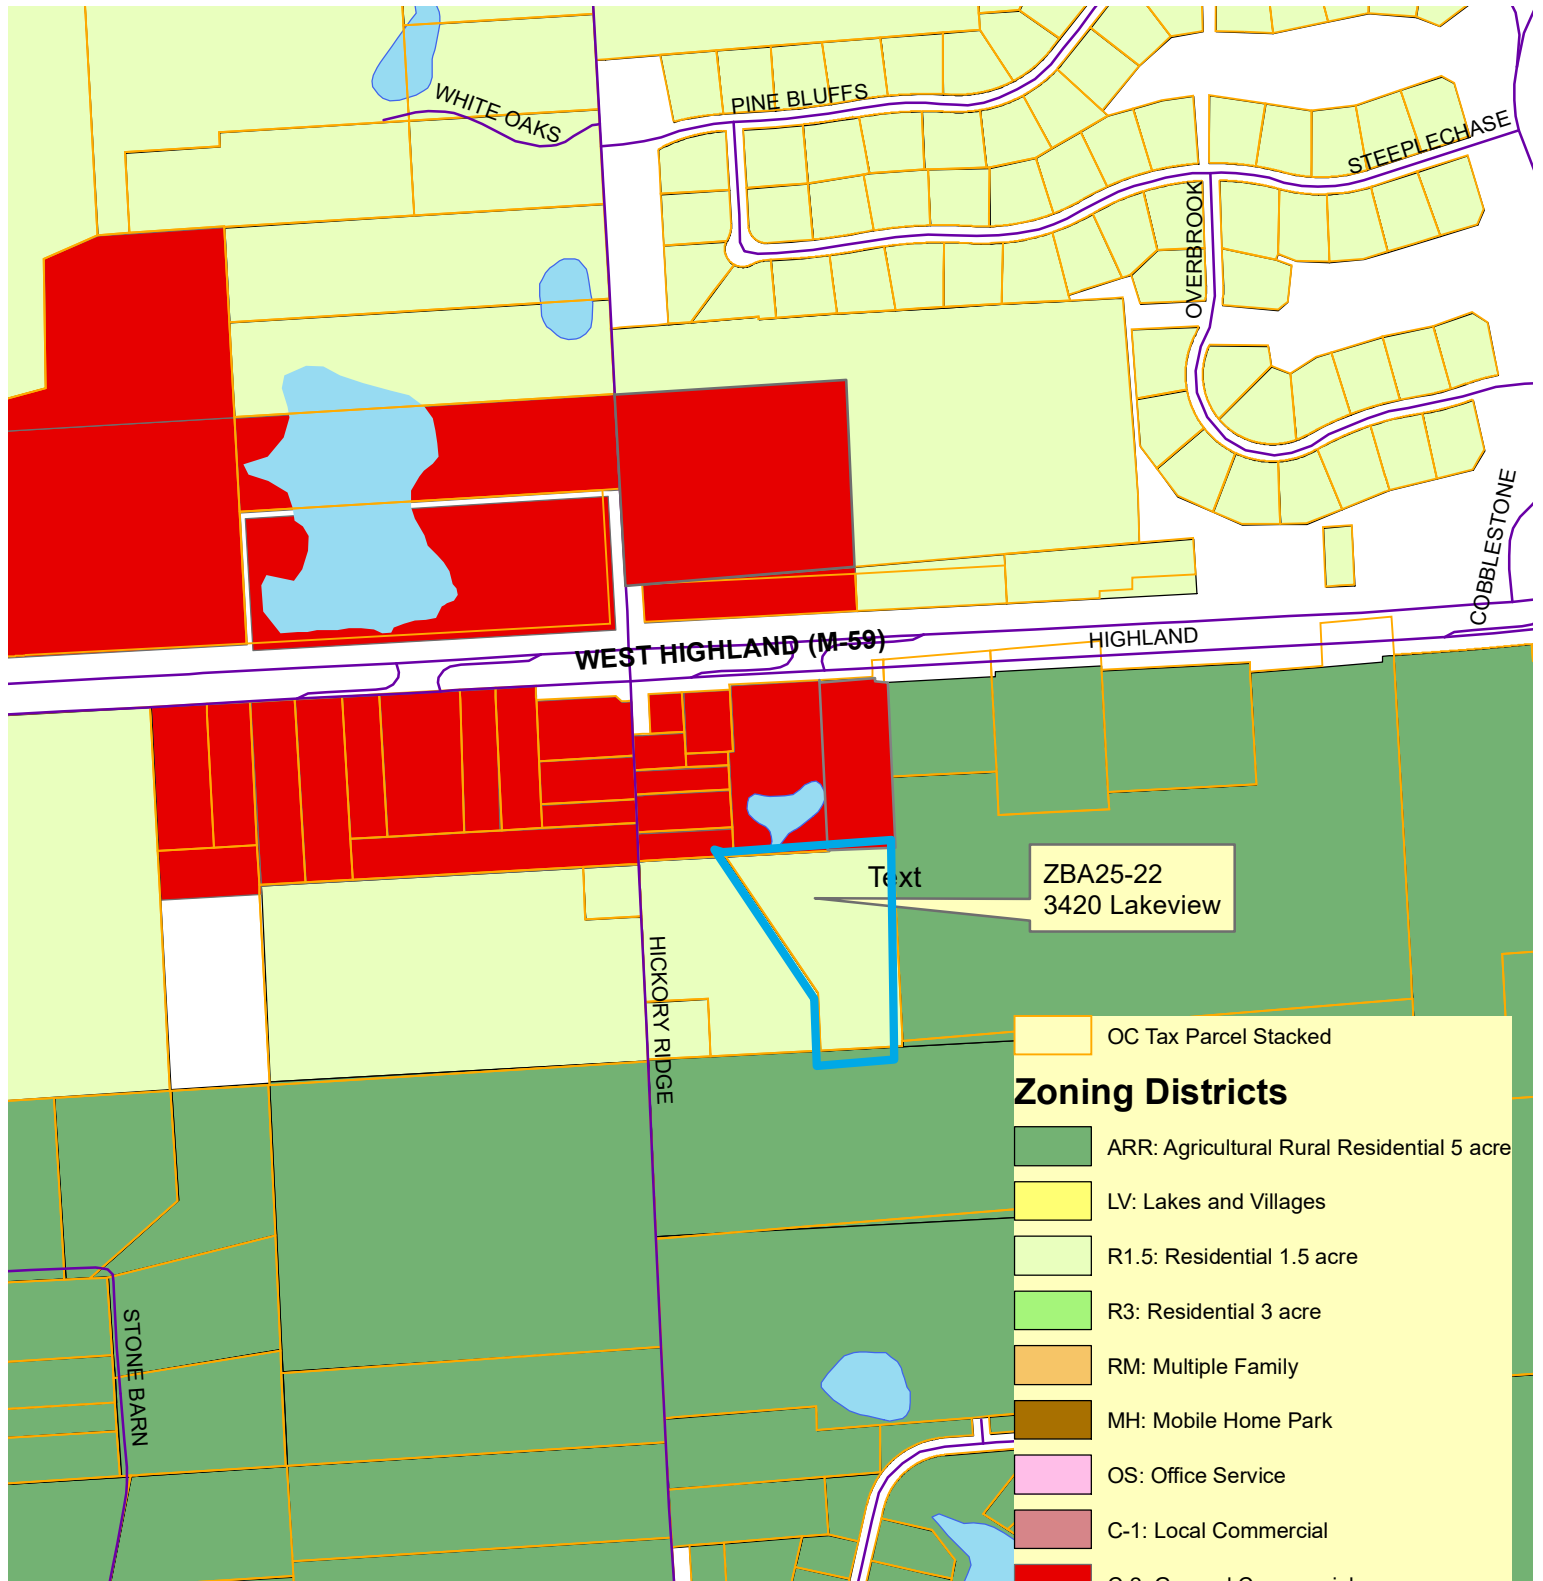 WHITE OAKS
PINE BLUFFS
STEEPLECHASE
OVERBROOK
COBBLESTONE
WEST HIGHLAND (M-59)
HIGHLAND
Text
ZBA25-22
3420 Lakeview
HICKORY RIDGE
STONE BARN
OC Tax Parcel Stacked
Zoning Districts
ARR: Agricultural Rural Residential 5 acre
LV: Lakes and Villages
R1.5: Residential 1.5 acre
R3: Residential 3 acre
RM: Multiple Family
MH: Mobile Home Park
OS: Office Service
C-1: Local Commercial